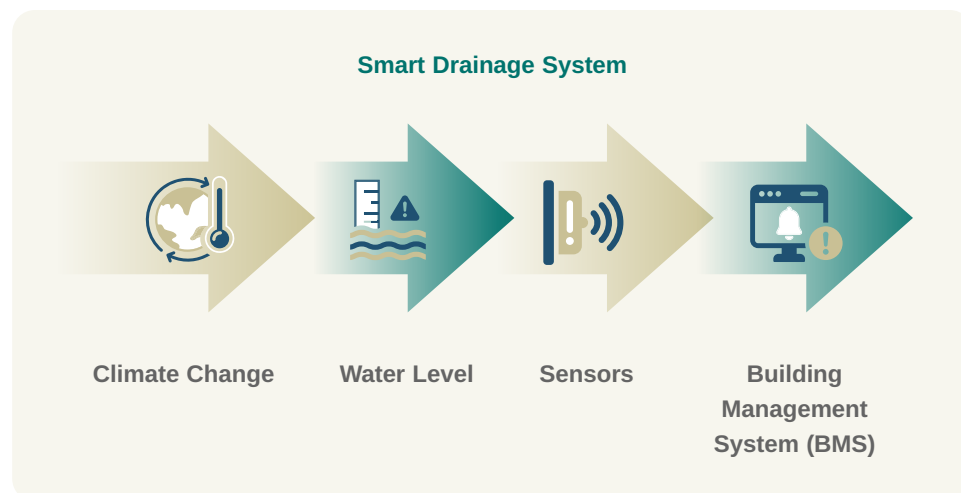 Smart Drainage System
Climate Change
Water Level
Sensors
Building
Management
System (BMS)